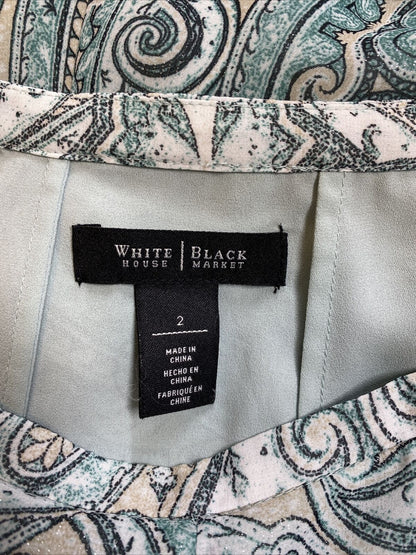 WHITE | BLACK
HOUSE | MARKET
2
MADE IN
CHINA
HECHO EN
CHINA
FABRIQUÉ EN
CHINE